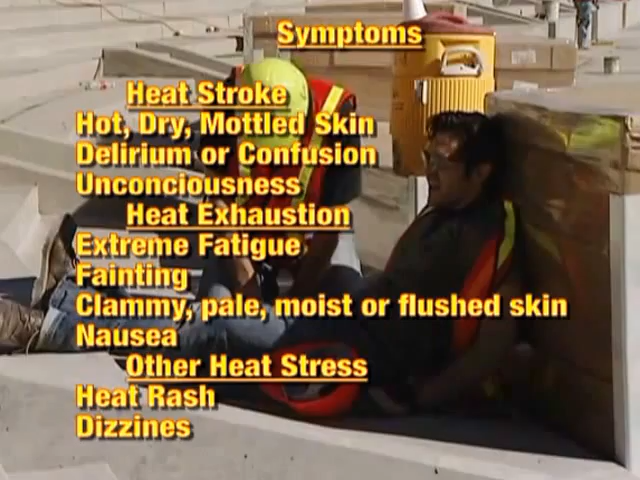 Symptoms
Heat Stroke
Hot, Dry, Mottled Skin
Delirium or Confusion
Unconciousness
Heat Exhaustion
Extreme Fatigue
Fainting
Clammy, pale, moist or flushed skin
Nausea
Other Heat Stress
Heat Rash
Dizzines